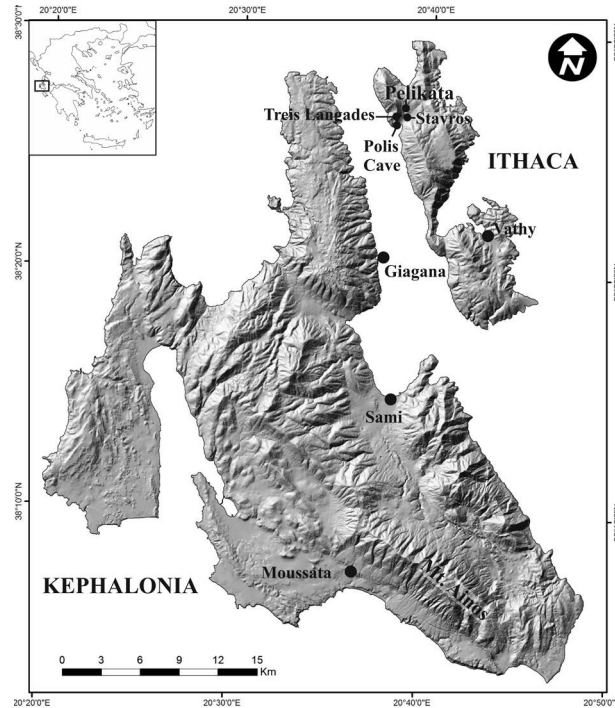 20°20'0"E
20°30'0"E
20°40'0"E
38°30'0"N
N
Pelikata
Treis Langades
Stavros
Polis
Cave
ITHACA
Vathy
38°20'0"N
Giagana
Sami
38°10'0"N
Moussata
Mt. Ainos
KEPHALONIA
0 3 6 9 12 15
Km
20°20'0"E
20°30'0"E
20°40'0"E
20°50'0"E